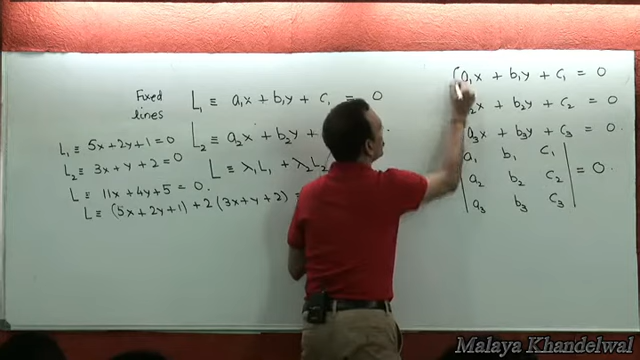 Fixed lines
L₁ ≡ a₁x + b₁y + c₁ = 0
L₂ ≡ a₂x + b₂y +
L ≡ λ₁L₁ + λ₂L₂
L₁ ≡ 5x + 2y + 1 = 0
L₂ ≡ 3x + y + 2 = 0
L ≡ 11x + 4y + 5 = 0.
L ≡ (5x + 2y + 1) + 2(3x + y + 2) =
a₁x + b₁y + c₁ = 0
₂x + b₂y + c₂ = 0
a₃x + b₃y + c₃ = 0.
| a₁ b₁ c₁ |
| a₂ b₂ c₂ | = 0.
| a₃ b₃ c₃ |
Malaya Khandelwal